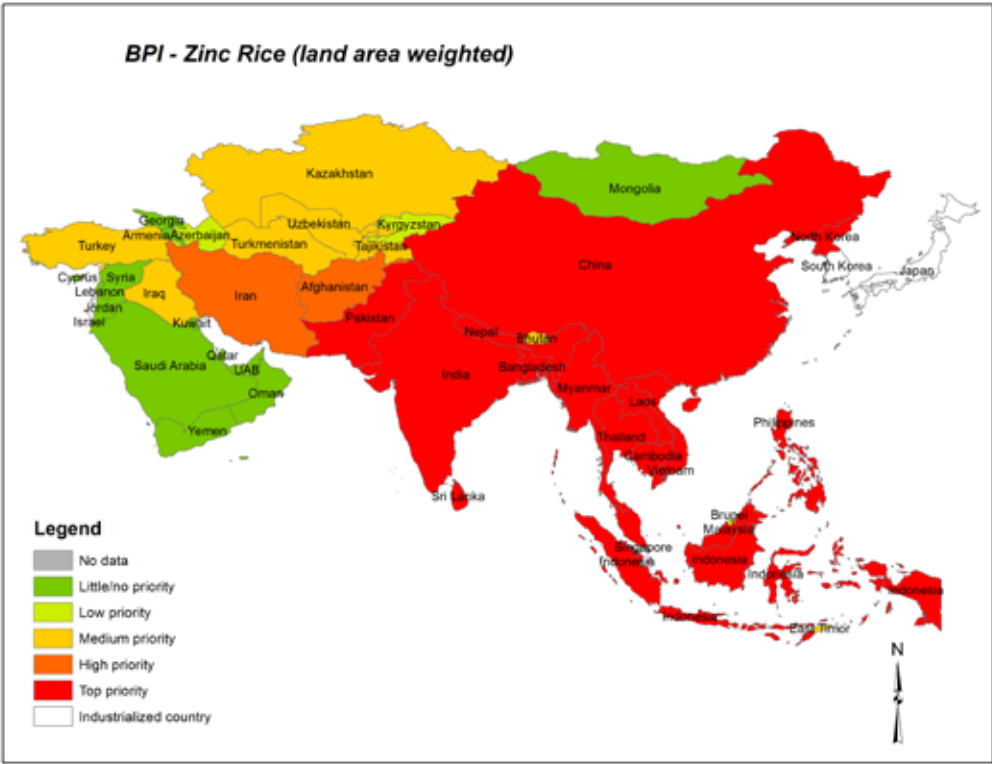 BPI - Zinc Rice (land area weighted)
Kazakhstan
Mongolia
Georgia
Uzbekistan
Kyrgyzstan
Armenia
Azerbaijan
Turkey
Turkmenistan
Tajikistan
North Korea
China
South Korea
Japan
Cyprus
Syria
Lebanon
Iraq
Iran
Afghanistan
Jordan
Israel
Kuwait
Pakistan
Nepal
Bhutan
Qatar
Saudi Arabia
UAB
India
Bangladesh
Oman
Myanmar
Laos
Yemen
Thailand
Philippines
Cambodia
Vietnam
Sri Lanka
Brunei
Malaysia
Singapore
Indonesia
Indonesia
Indonesia
Indonesia
Indonesia
East Timor
N
Legend
No data
Little/no priority
Low priority
Medium priority
High priority
Top priority
Industrialized country